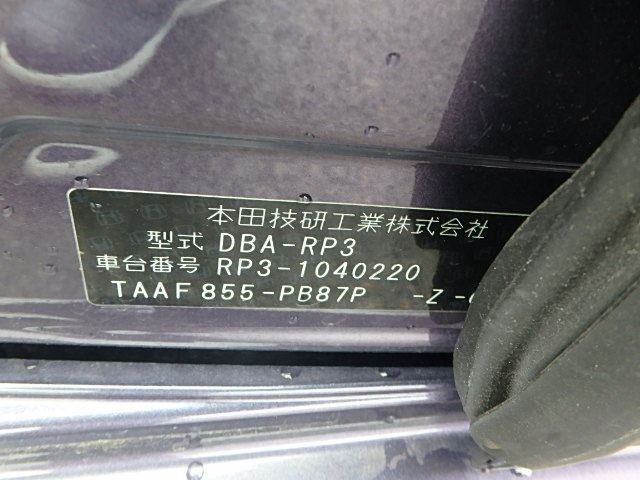 本田技研工業株式会社
型式 DBA-RP3
車台番号 RP3-1040220
TAAF 855-PB87P -Z -